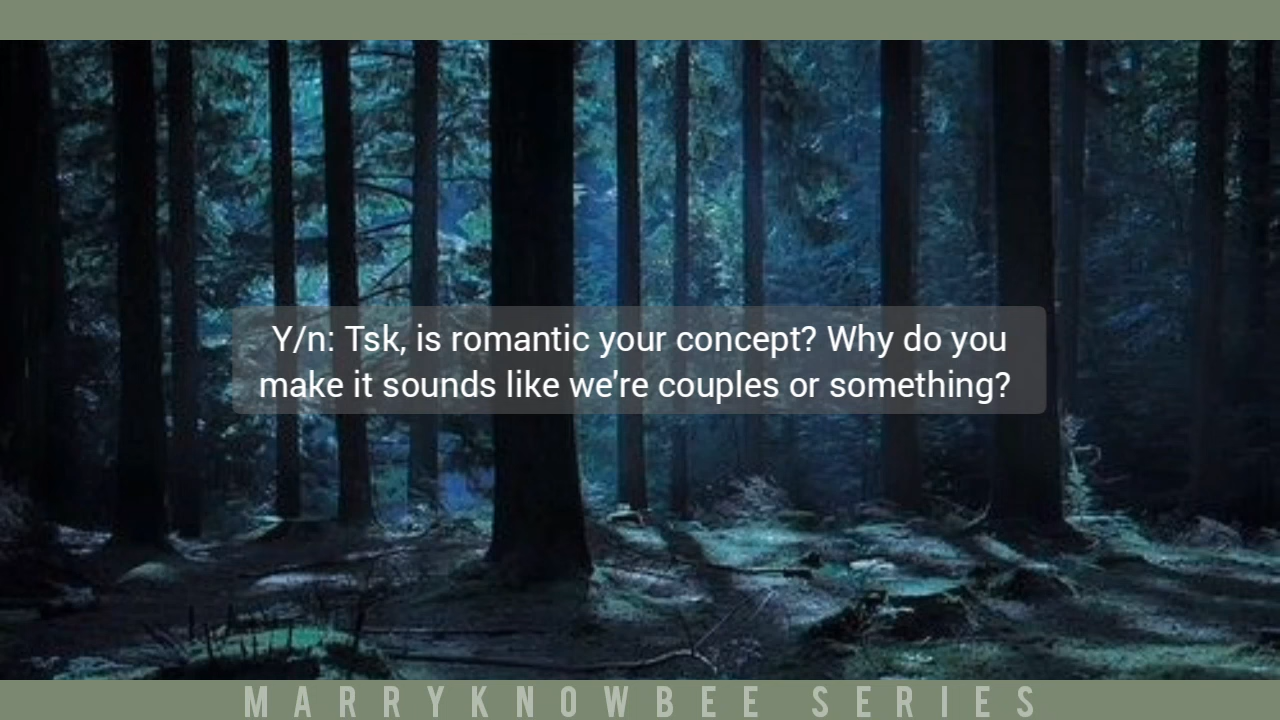 Y/n: Tsk, is romantic your concept? Why do you
make it sounds like we're couples or something?
MARRYKNOWBEE SERIES